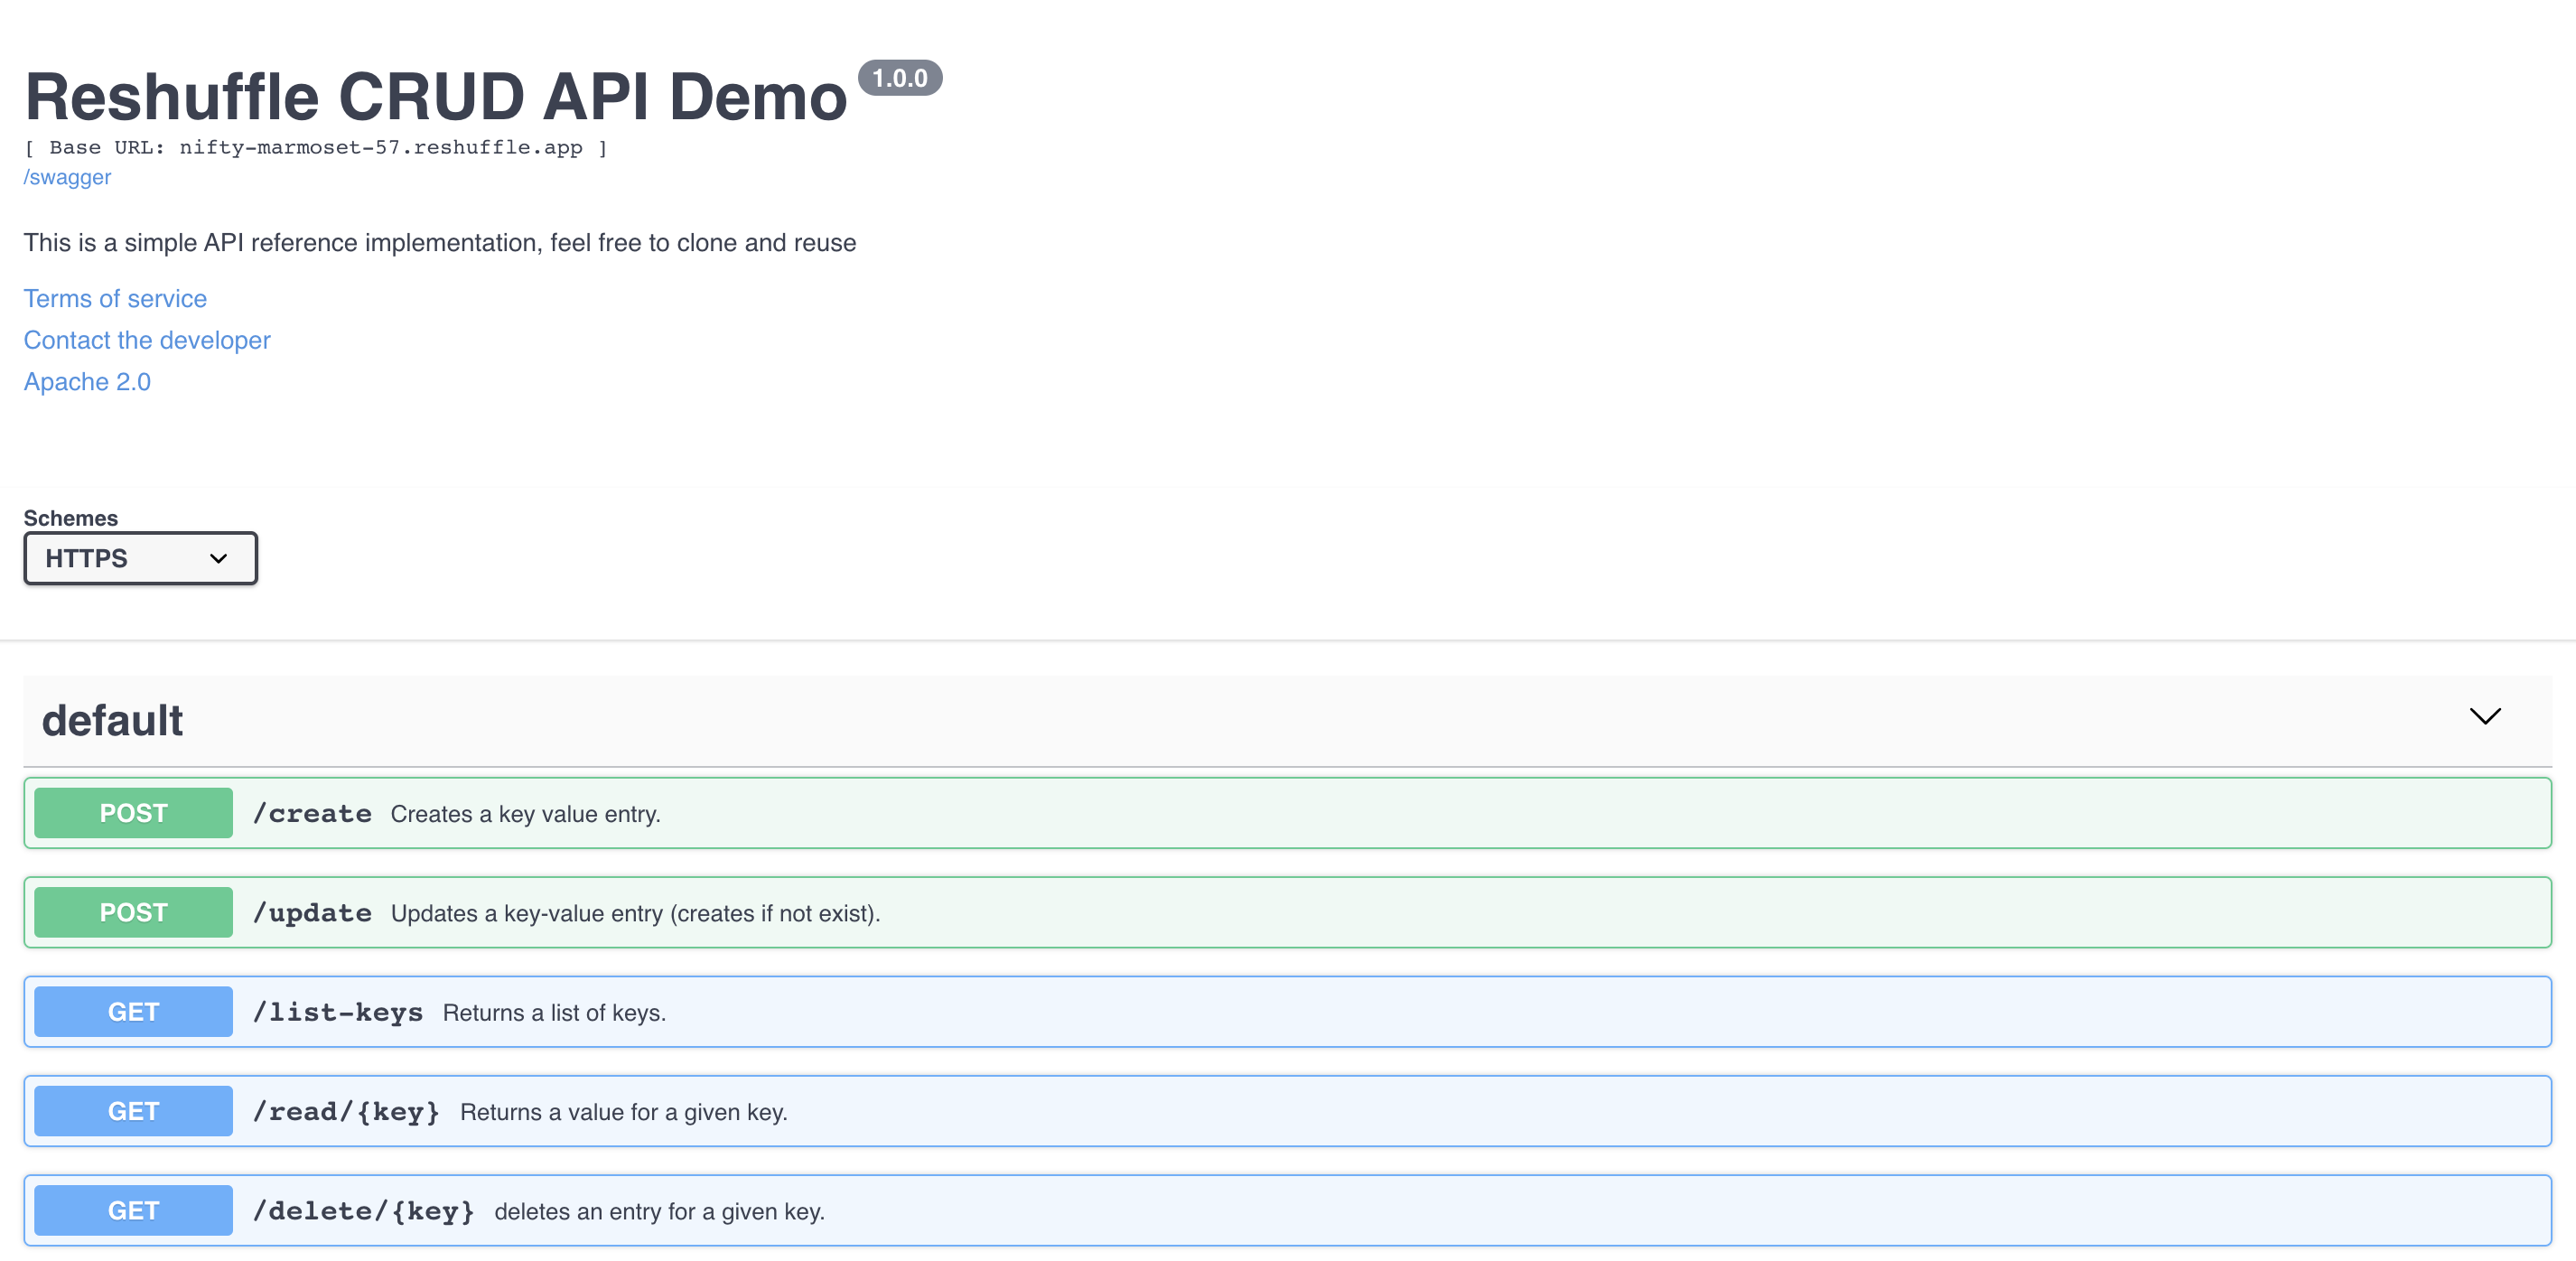 Reshuffle CRUD API Demo 1.0.0
[ Base URL: nifty-marmoset-57.reshuffle.app ]
/swagger
This is a simple API reference implementation, feel free to clone and reuse
Terms of service
Contact the developer
Apache 2.0
Schemes
HTTPS
default
POST /create Creates a key value entry.
POST /update Updates a key-value entry (creates if not exist).
GET /list-keys Returns a list of keys.
GET /read/{key} Returns a value for a given key.
GET /delete/{key} deletes an entry for a given key.